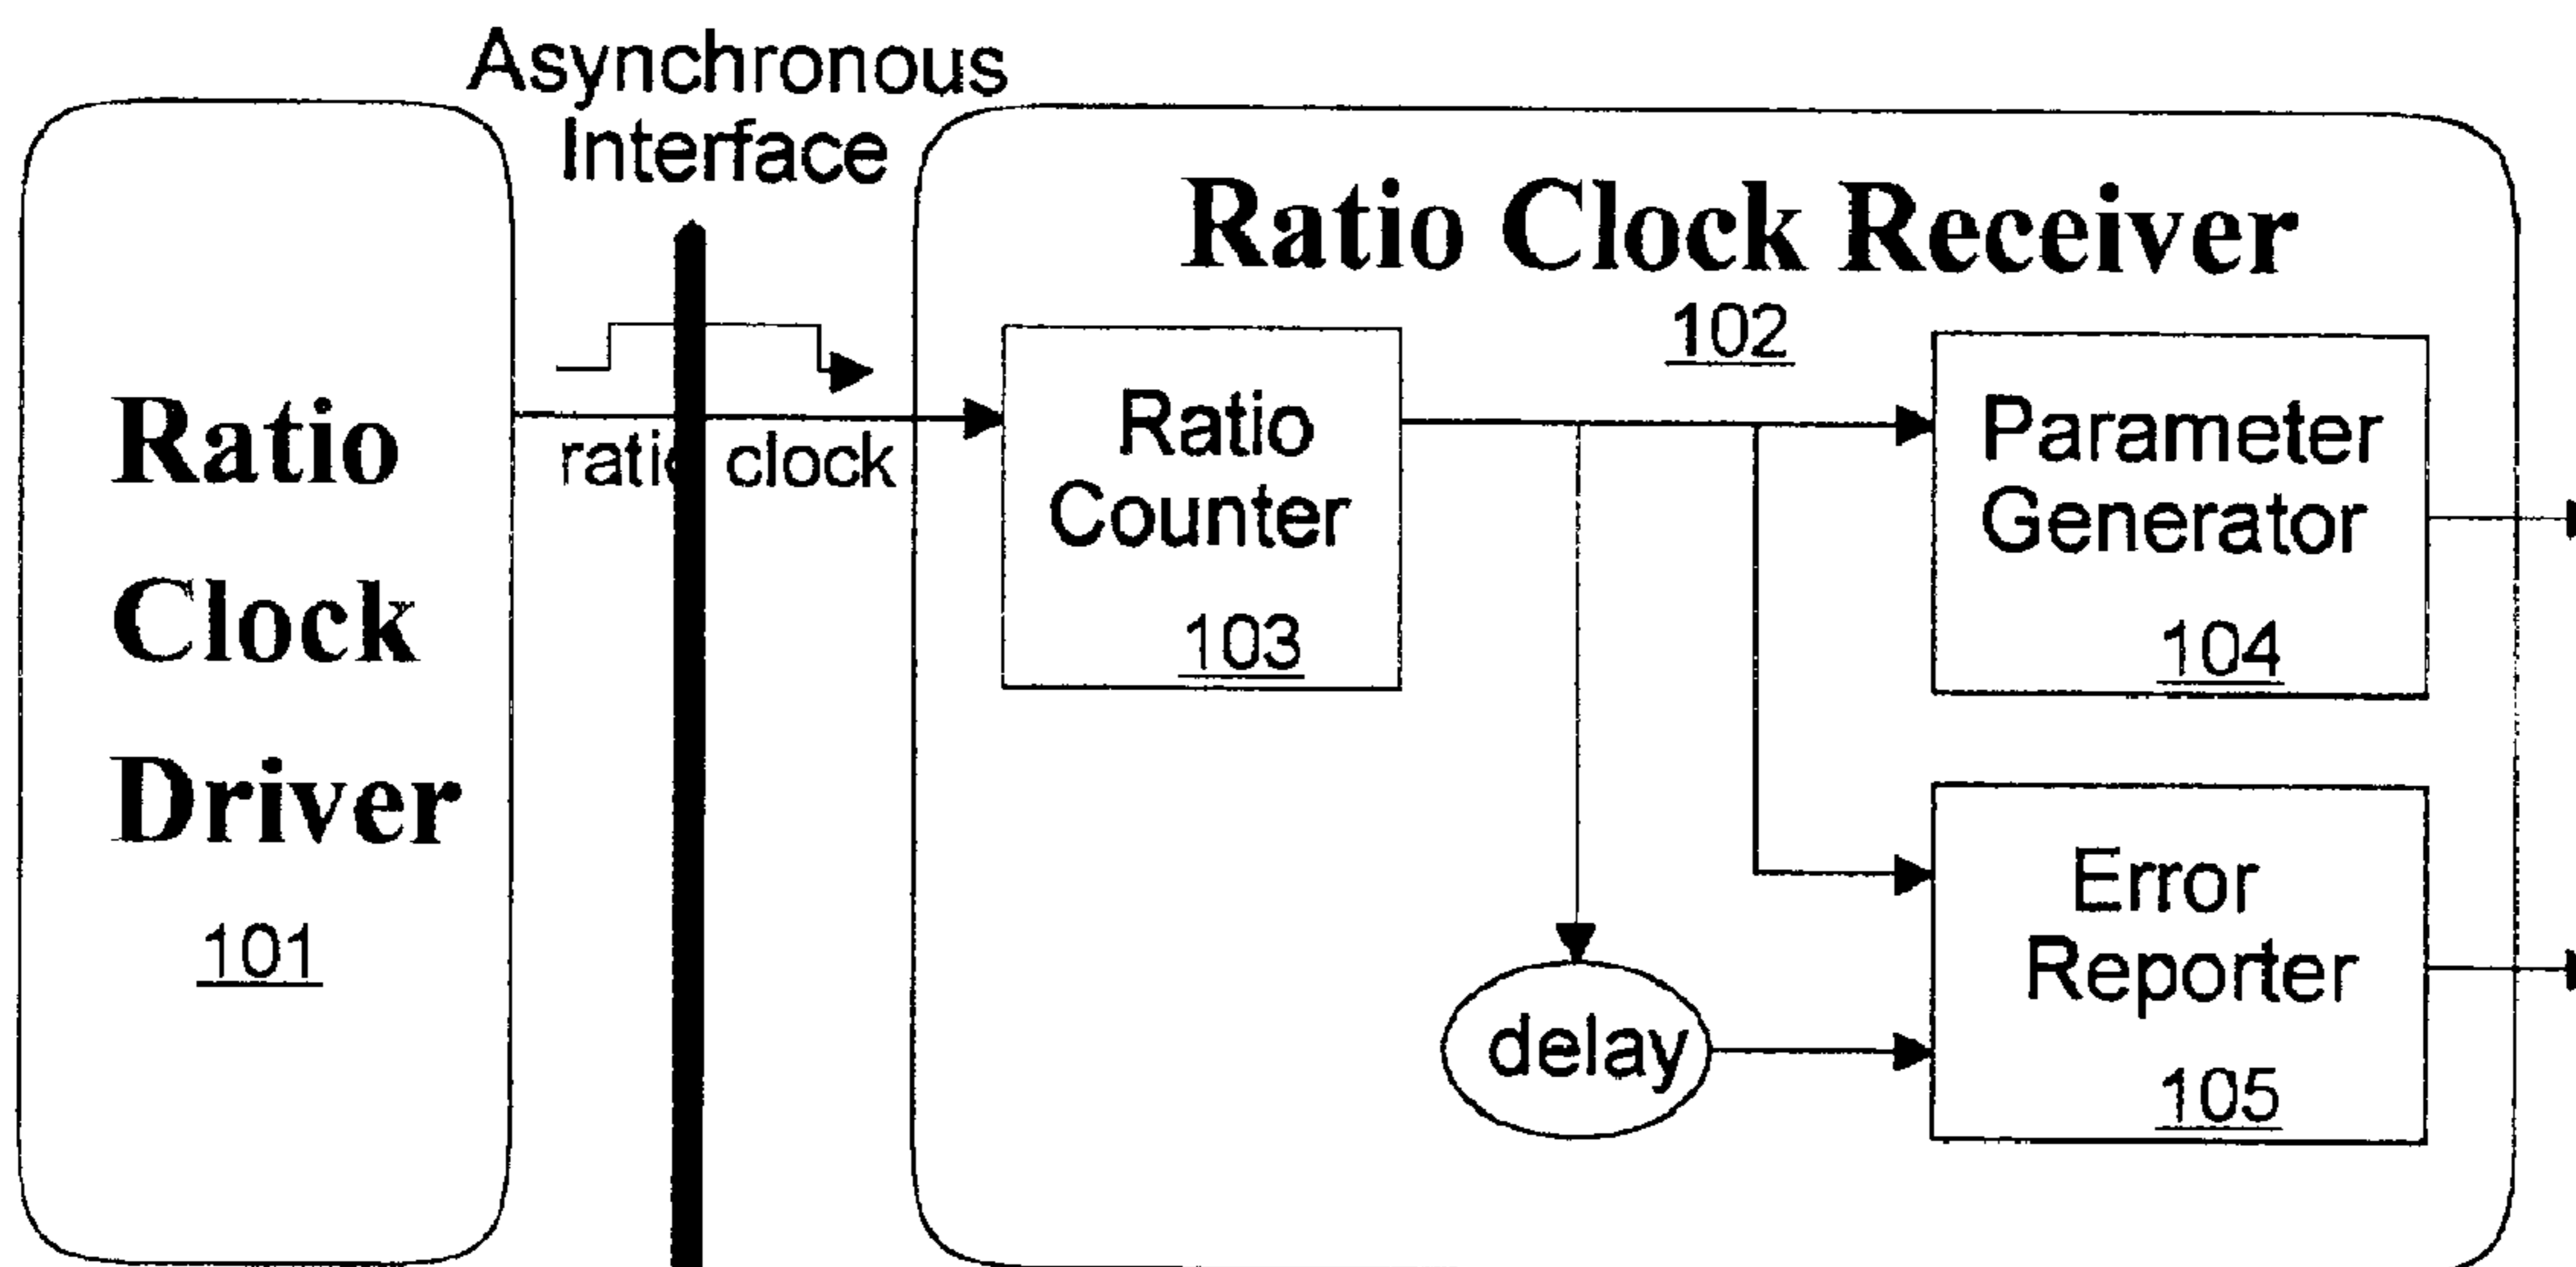 Asynchronous
Interface
Ratio
Clock
Driver
101
ratio clock
Ratio Clock Receiver
102
Ratio
Counter
103
Parameter
Generator
104
Error
Reporter
105
delay